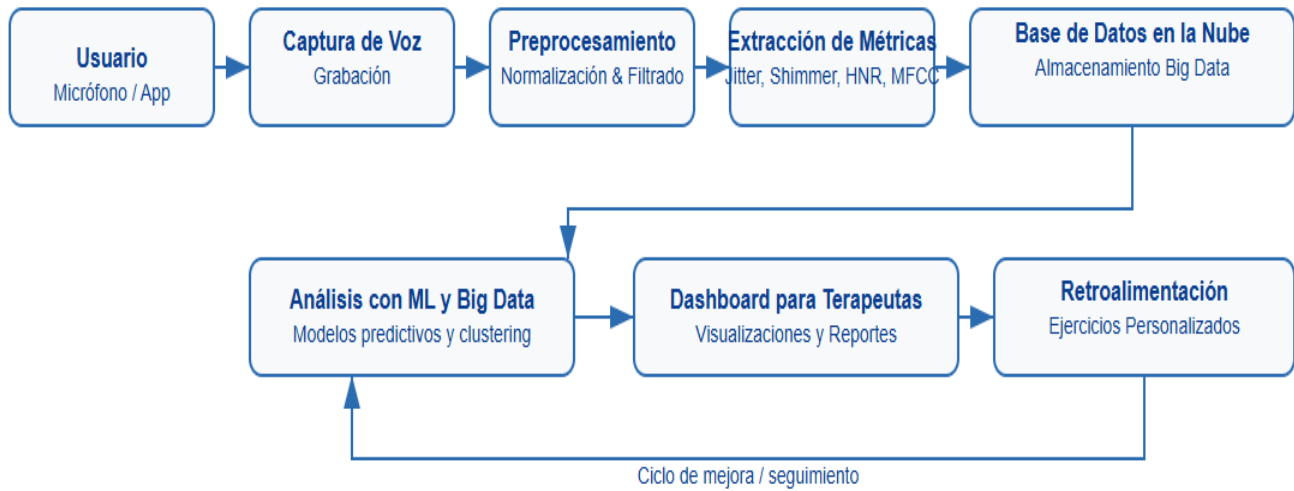 Usuario
Micrófono / App
Captura de Voz
Grabación
Preprocesamiento
Normalización & Filtrado
Extracción de Métricas
Jitter, Shimmer, HNR, MFCC
Base de Datos en la Nube
Almacenamiento Big Data
Análisis con ML y Big Data
Modelos predictivos y clustering
Dashboard para Terapeutas
Visualizaciones y Reportes
Retroalimentación
Ejercicios Personalizados
Ciclo de mejora / seguimiento